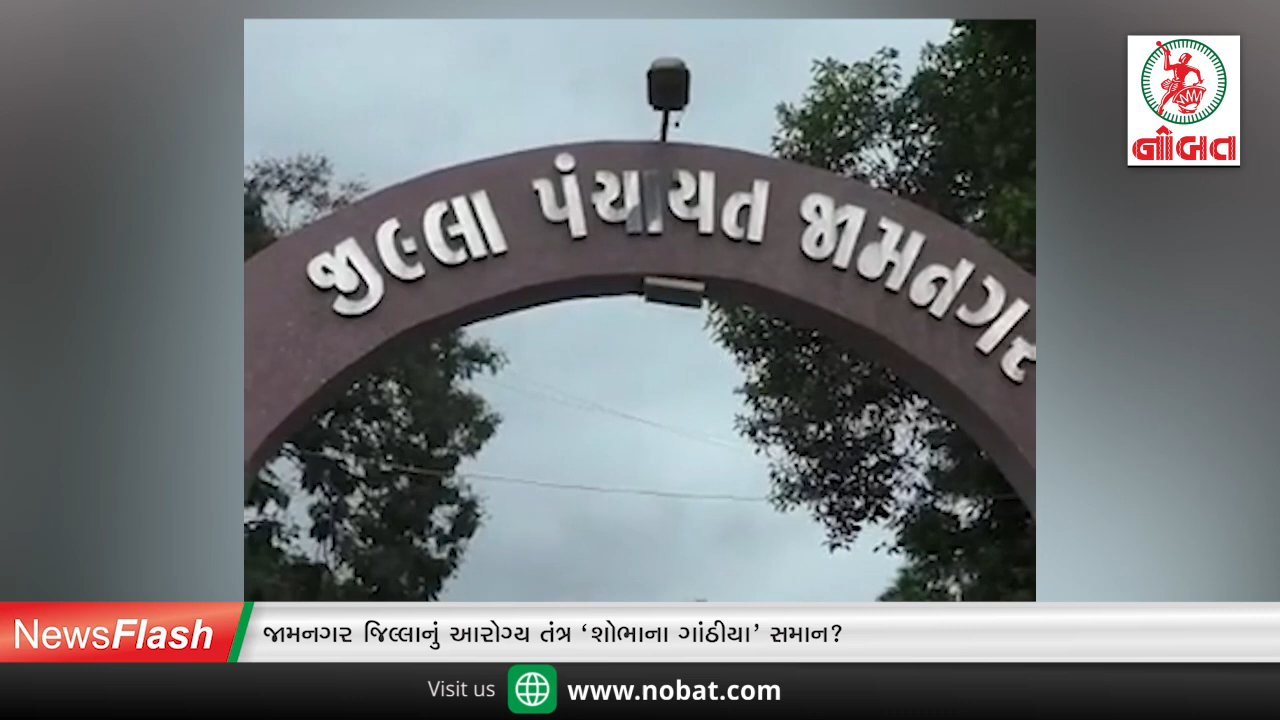 નોબત
જીલ્લા પંચાયત જામનગર
NewsFlash
જામનગર જિલ્લાનું આરોગ્ય તંત્ર ‘શોભાના ગાંઠીયા’ સમાન?
Visit us www.nobat.com